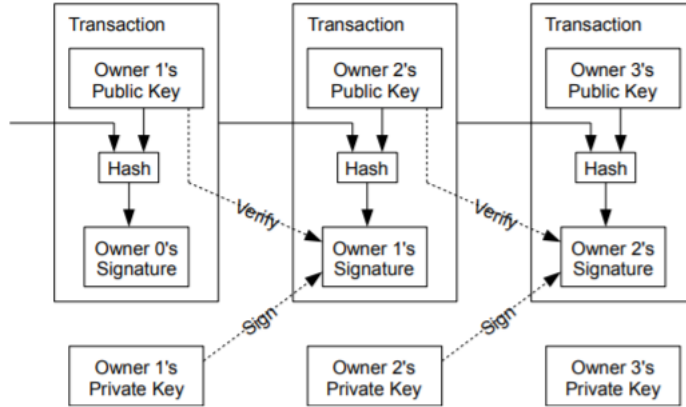 Transaction
Owner 1's
Public Key
Hash
Owner 0's
Signature
Transaction
Owner 2's
Public Key
Hash
Verify
Owner 1's
Signature
Transaction
Owner 3's
Public Key
Hash
Verify
Owner 2's
Signature
Sign
Sign
Owner 1's
Private Key
Owner 2's
Private Key
Owner 3's
Private Key